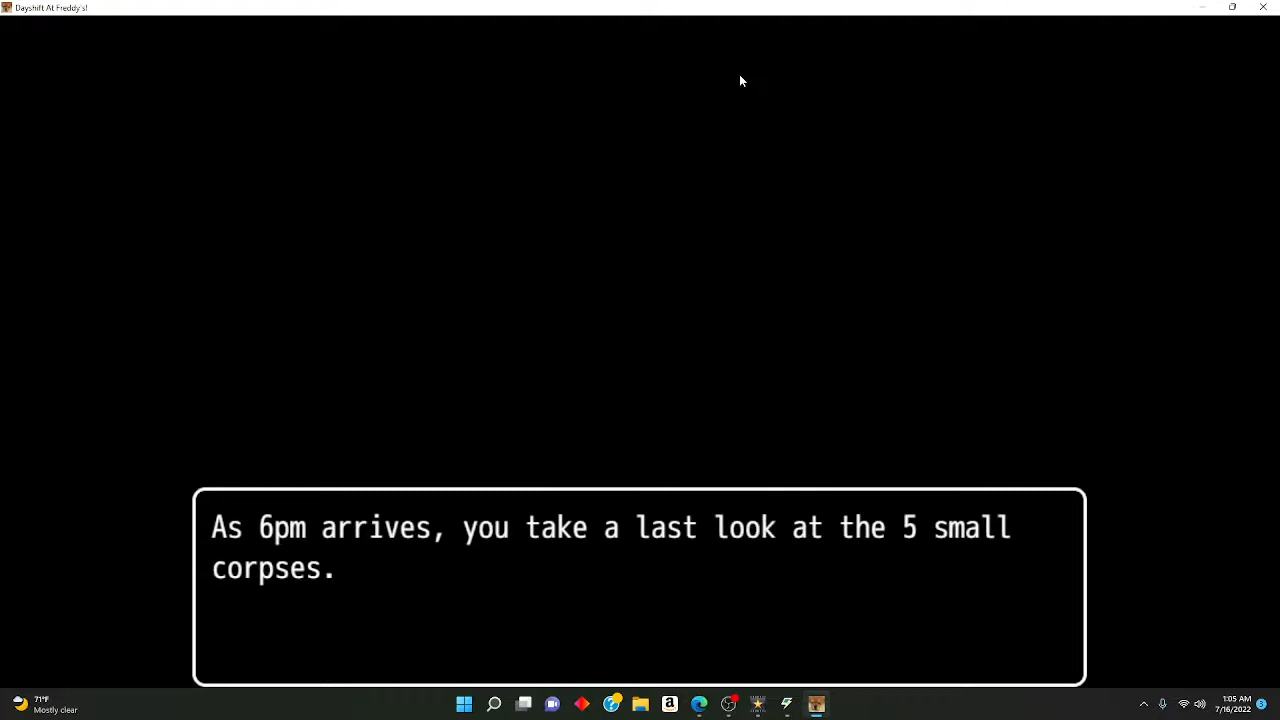 Dayshift At Freddy's!
As 6pm arrives, you take a last look at the 5 small
corpses.
71°F
Mostly clear
1:05 AM
7/16/2022
3